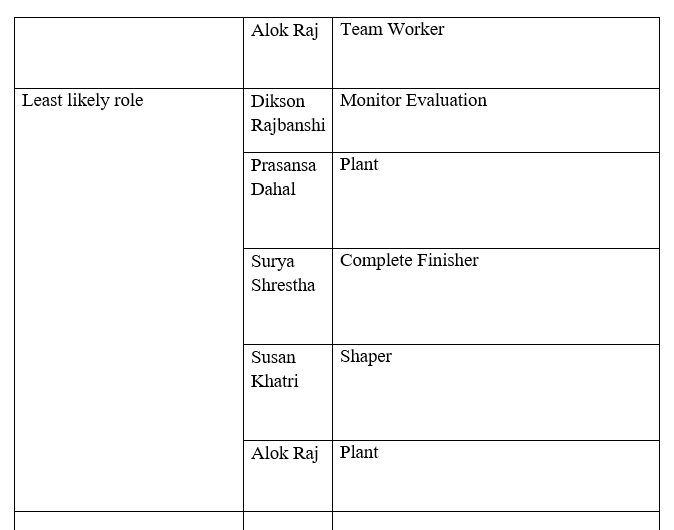 Alok Raj Team Worker
Least likely role Dikson Rajbanshi Monitor Evaluation
Prasansa Dahal Plant
Surya Shrestha Complete Finisher
Susan Khatri Shaper
Alok Raj Plant